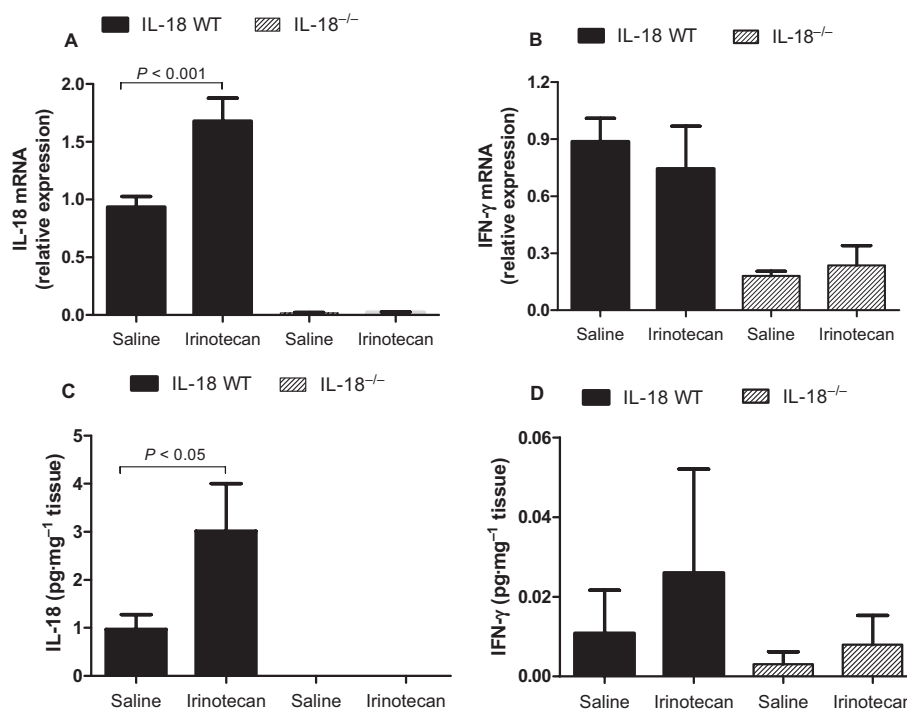 A
IL-18 WT
IL-18⁻/⁻
P < 0.001
IL-18 mRNA
(relative expression)
2.0
1.5
1.0
0.5
0.0
Saline
Irinotecan
Saline
Irinotecan
B
IL-18 WT
IL-18⁻/⁻
IFN-γ mRNA
(relative expression)
1.2
0.9
0.6
0.3
0.0
Saline
Irinotecan
Saline
Irinotecan
C
IL-18 WT
IL-18⁻/⁻
P < 0.05
IL-18 (pg·mg⁻¹ tissue)
5
4
3
2
1
0
Saline
Irinotecan
Saline
Irinotecan
D
IL-18 WT
IL-18⁻/⁻
IFN-γ (pg·mg⁻¹ tissue)
0.06
0.04
0.02
0.00
Saline
Irinotecan
Saline
Irinotecan